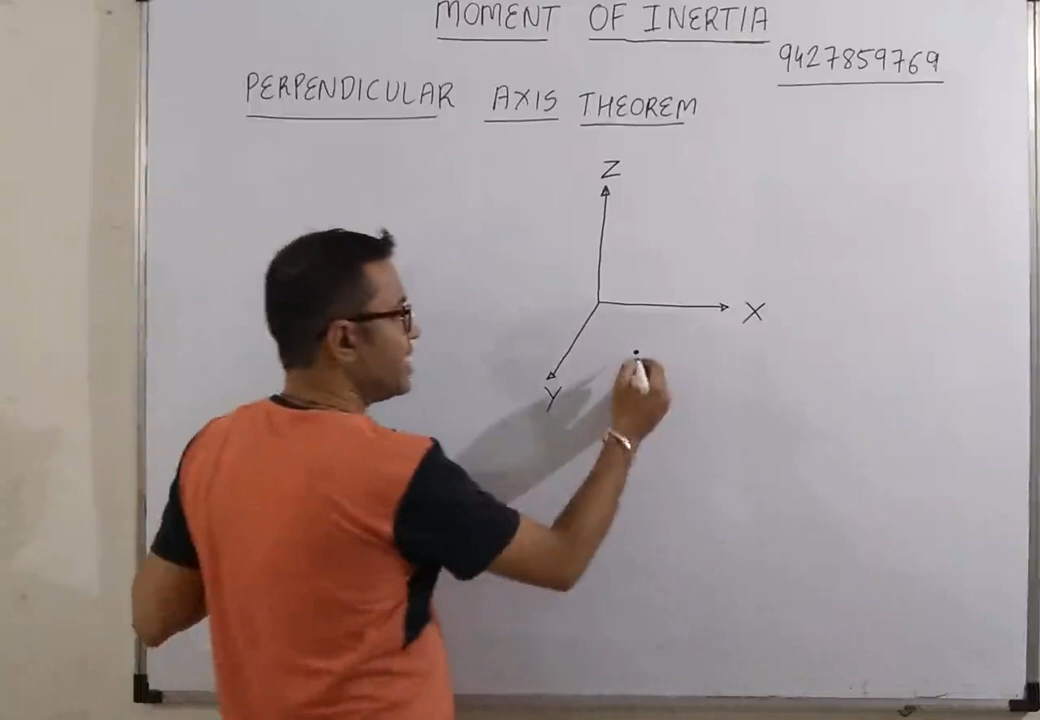 MOMENT OF INERTIA
9427859769
PERPENDICULAR AXIS THEOREM
Z
X
Y